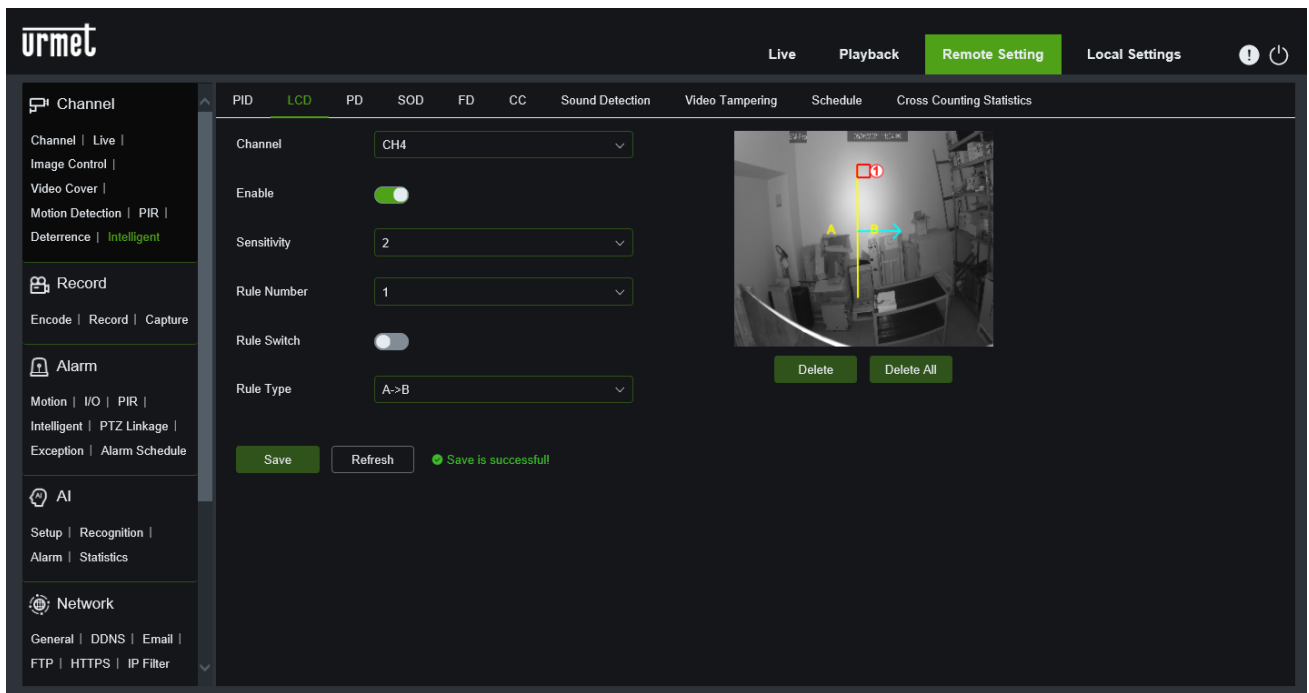 urmet
Live Playback Remote Setting Local Settings
Channel
Channel | Live |
Image Control |
Video Cover |
Motion Detection | PIR |
Deterrence | Intelligent
Record
Encode | Record | Capture
Alarm
Motion | I/O | PIR |
Intelligent | PTZ Linkage |
Exception | Alarm Schedule
AI
Setup | Recognition |
Alarm | Statistics
Network
General | DDNS | Email |
FTP | HTTPS | IP Filter
PID LCD PD SOD FD CC Sound Detection Video Tampering Schedule Cross Counting Statistics
Channel CH4
Enable
Sensitivity 2
Rule Number 1
Rule Switch
Rule Type A->B
Save Refresh Save is successful!
1
A B
Delete Delete All